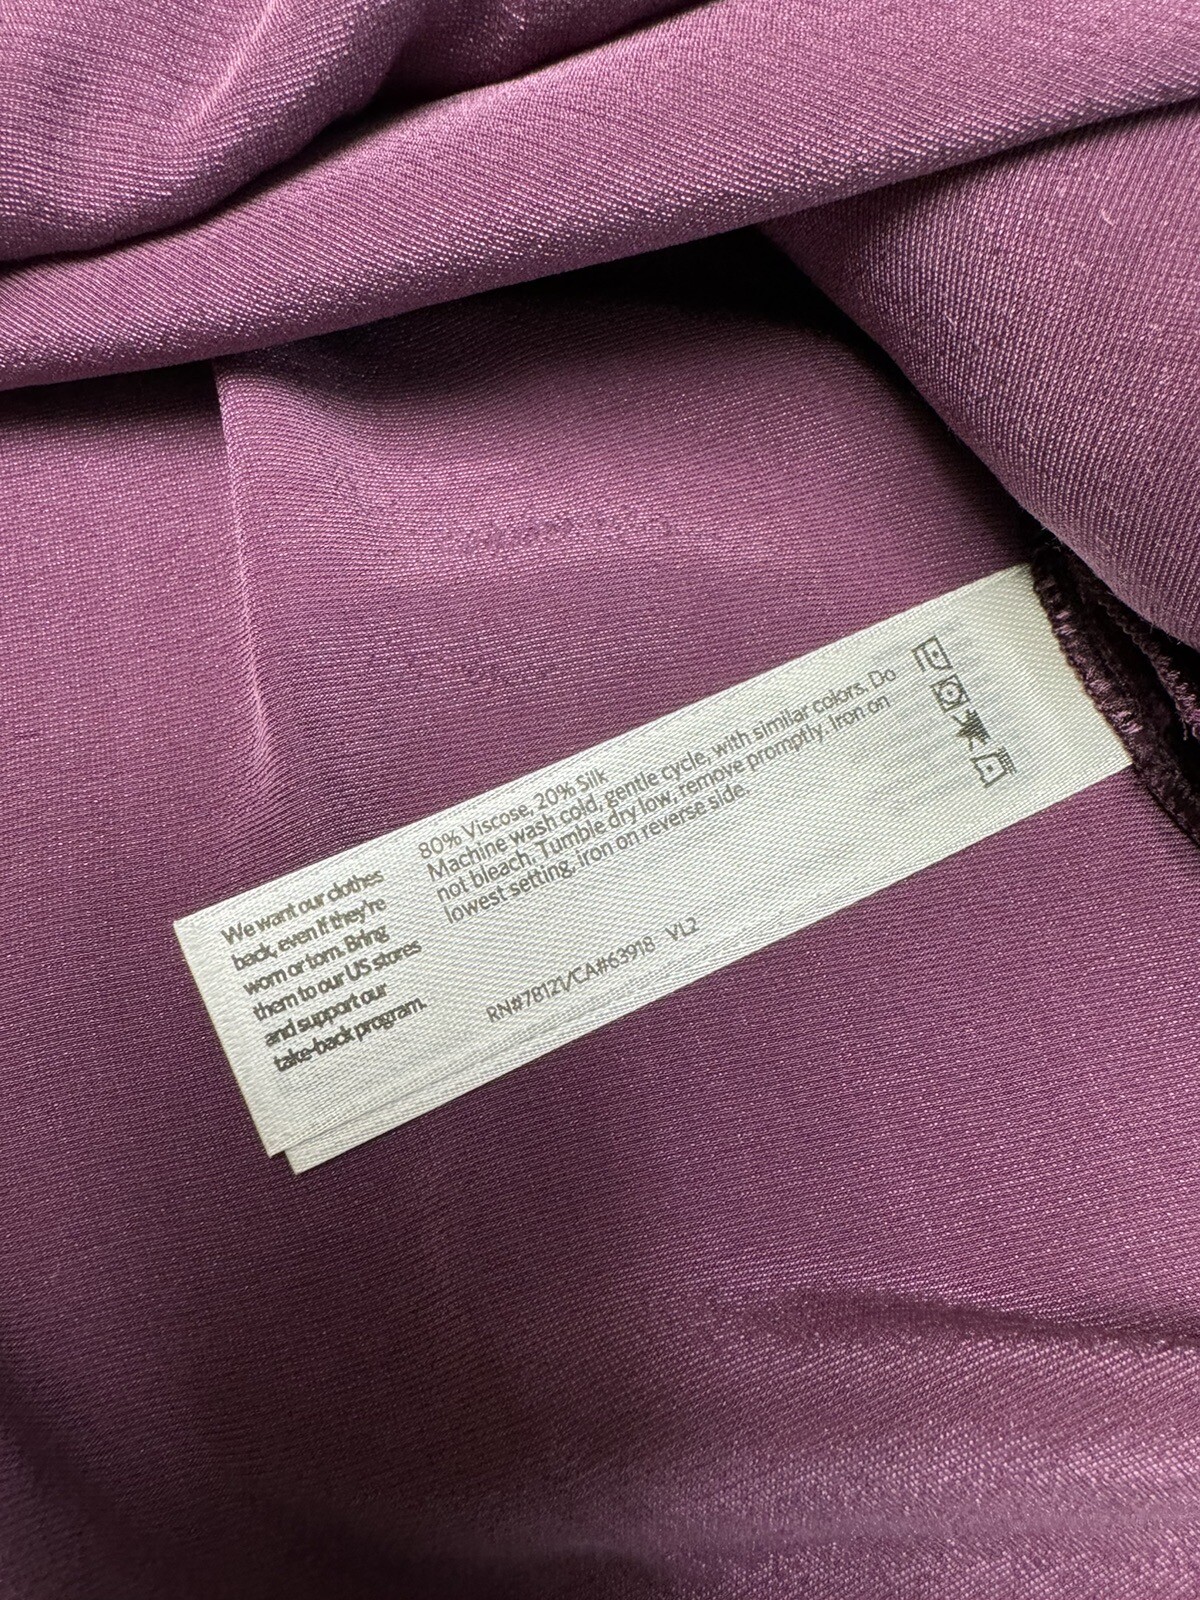 We want our clothes
back, even if they're
worn or torn. Bring
them to our US stores
and support our
take-back program.
80% Viscose, 20% Silk
Machine wash cold, gentle cycle, with similar colors. Do
not bleach. Tumble dry low, remove promptly. Iron on
lowest setting, iron on reverse side.
RN#78121/CA#63918 VL2